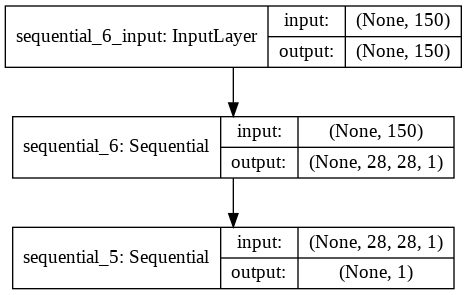 sequential_6_input: InputLayer
input: (None, 150)
output: (None, 150)
sequential_6: Sequential
input: (None, 150)
output: (None, 28, 28, 1)
sequential_5: Sequential
input: (None, 28, 28, 1)
output: (None, 1)